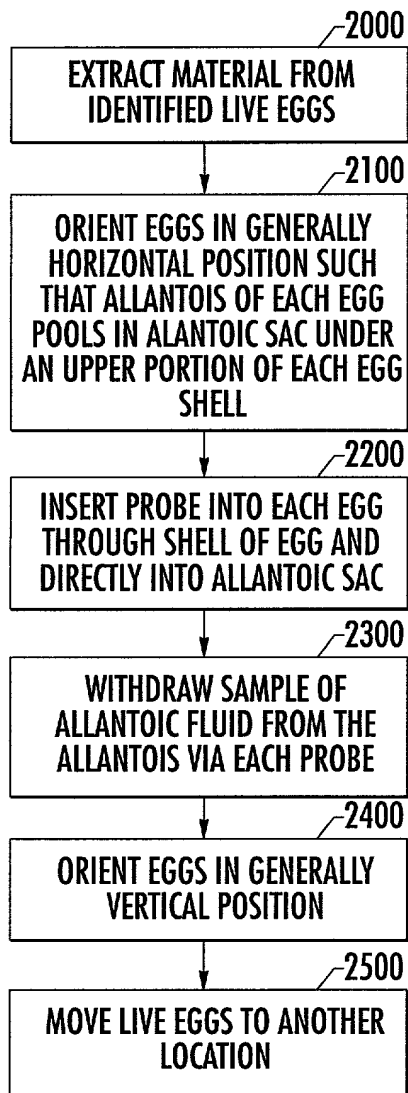 2000
EXTRACT MATERIAL FROM
IDENTIFIED LIVE EGGS
2100
ORIENT EGGS IN GENERALLY
HORIZONTAL POSITION SUCH
THAT ALLANTOIS OF EACH EGG
POOLS IN ALANTOIC SAC UNDER
AN UPPER PORTION OF EACH EGG
SHELL
2200
INSERT PROBE INTO EACH EGG
THROUGH SHELL OF EGG AND
DIRECTLY INTO ALLANTOIC SAC
2300
WITHDRAW SAMPLE OF
ALLANTOIC FLUID FROM THE
ALLANTOIS VIA EACH PROBE
2400
ORIENT EGGS IN GENERALLY
VERTICAL POSITION
2500
MOVE LIVE EGGS TO ANOTHER
LOCATION